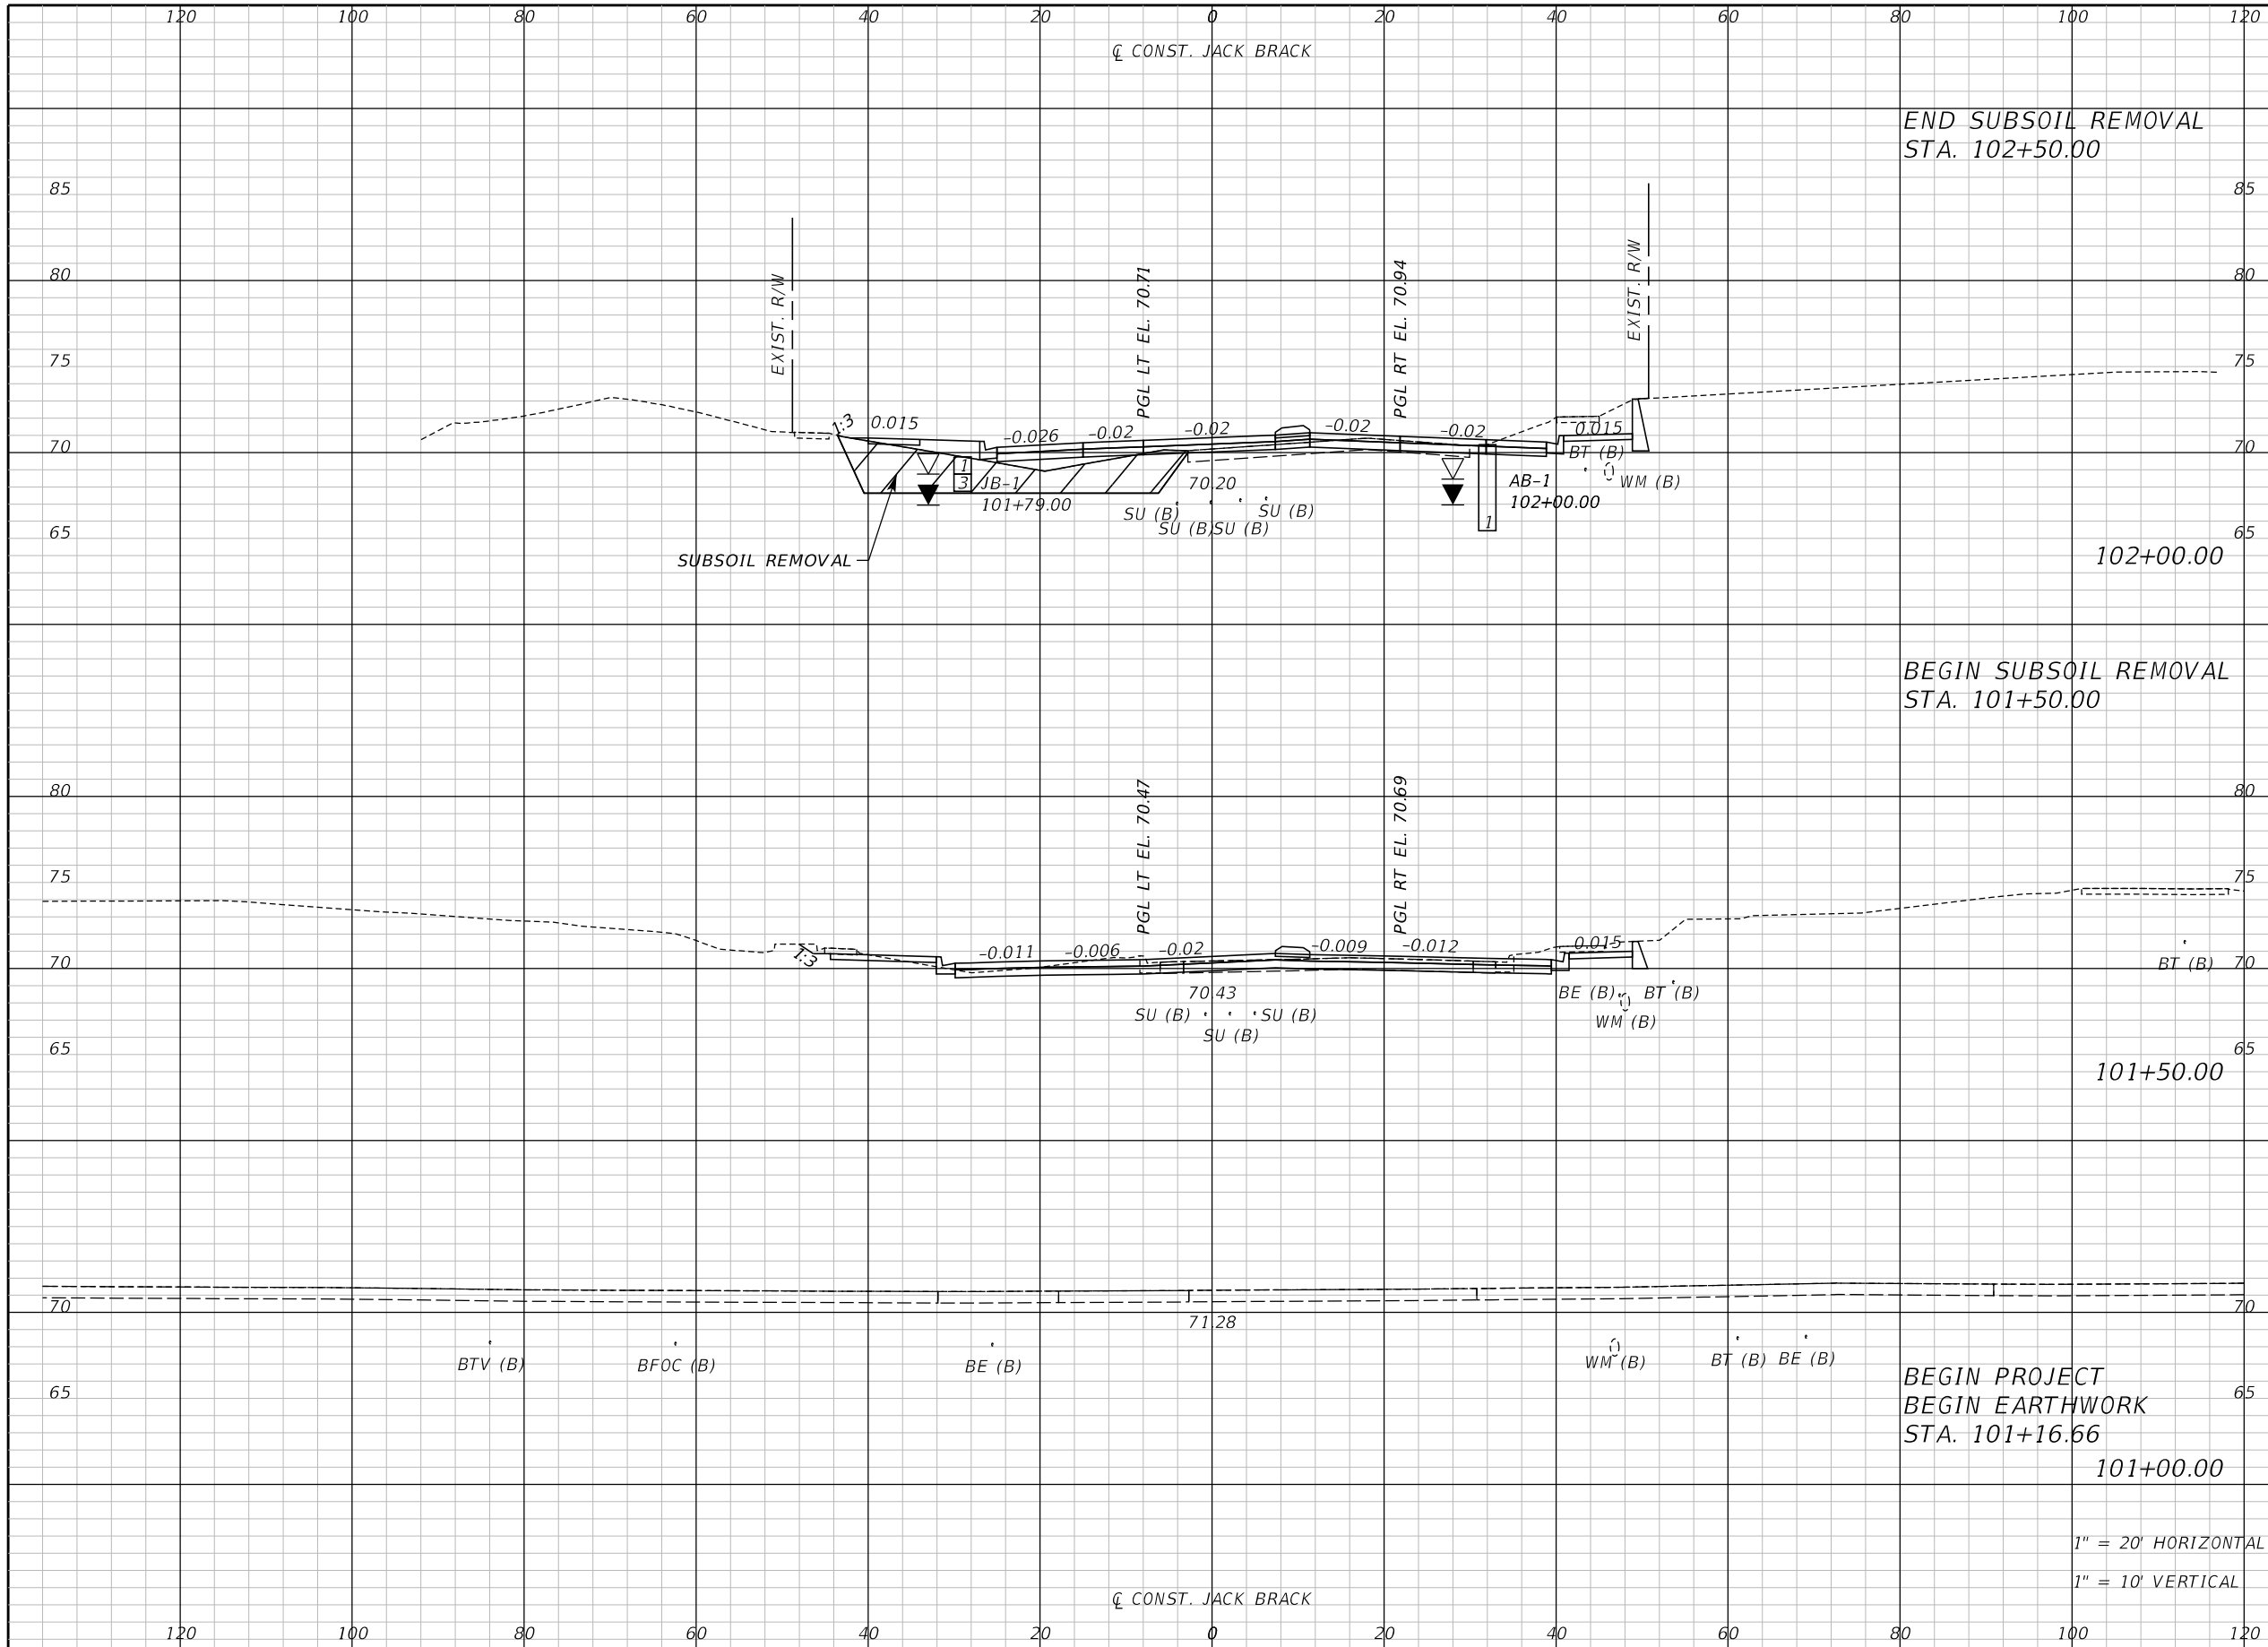 120 100 80 60 40 20 0 20 40 60 80 100 120
℄ CONST. JACK BRACK
END SUBSOIL REMOVAL
STA. 102+50.00
85 85
80 80
75 75
70
65 65
EXIST. R/W
PGL LT EL. 70.71
PGL RT EL. 70.94
EXIST. R/W
1:3
0.015
-0.026
-0.02
-0.02
-0.02
-0.02
0.015
BT (B)
WM (B)
1
3
JB-1
101+79.00
70.20
SU (B)
SU (B)
SU (B)
SU (B)
AB-1
102+00.00
1
SUBSOIL REMOVAL
102+00.00
BEGIN SUBSOIL REMOVAL
STA. 101+50.00
80 80
75 75
70 70
65 65
PGL LT EL. 70.47
PGL RT EL. 70.69
1:3
-0.011
-0.006
-0.02
-0.009
-0.012
0.015
BT (B)
70.43
SU (B)
SU (B)
SU (B)
BE (B)
BT (B)
WM (B)
101+50.00
70 70
71.28
BTV (B)
BFOC (B)
BE (B)
WM (B)
BT (B)
BE (B)
65 65
BEGIN PROJECT
BEGIN EARTHWORK
STA. 101+16.66
101+00.00
1" = 20' HORIZONTAL
1" = 10' VERTICAL
℄ CONST. JACK BRACK
120 100 80 60 40 20 0 20 40 60 80 100 120